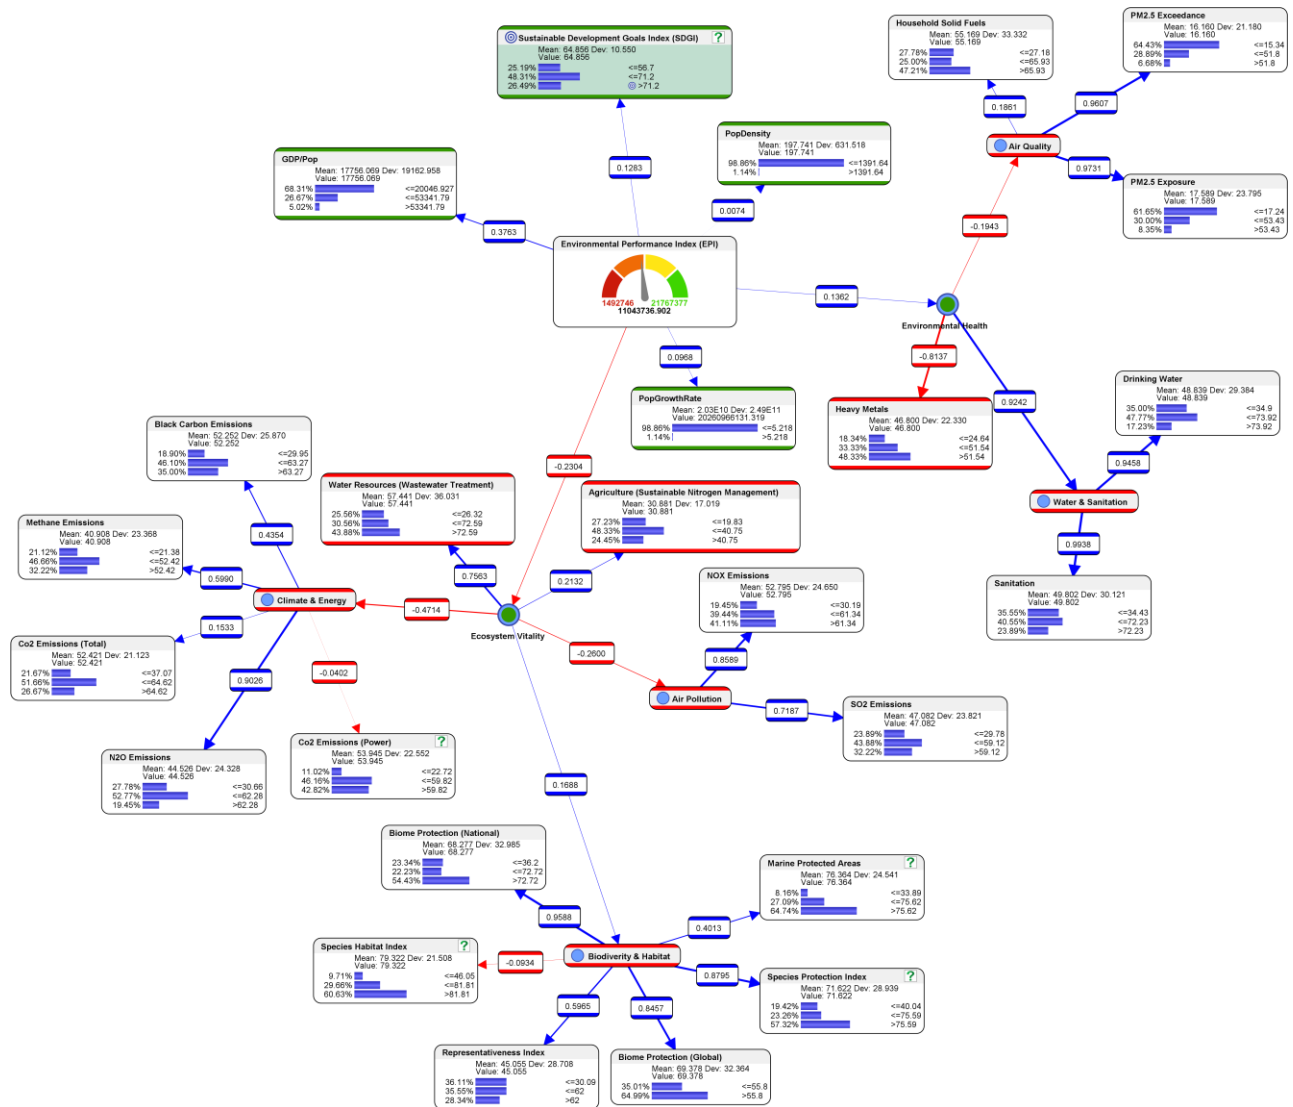 Sustainable Development Goals Index (SDGI) ?
Mean: 64.856 Dev: 10.550
Value: 64.856
25.19% <=56.7
48.31% <=71.2
26.49% >71.2
Household Solid Fuels
Mean: 55.169 Dev: 33.332
Value: 55.169
27.78% <=27.18
25.00% <=65.93
47.21% >65.93
PM2.5 Exceedance
Mean: 16.160 Dev: 21.180
Value: 16.160
64.43% <=15.34
28.89% <=51.8
6.68% >51.8
0.1861
0.9607
Air Quality
0.9731
PM2.5 Exposure
Mean: 17.589 Dev: 23.795
Value: 17.589
61.65% <=17.24
30.00% <=53.43
8.35% >53.43
PopDensity
Mean: 197.741 Dev: 631.518
Value: 197.741
98.86% <=1391.64
1.14% >1391.64
GDP/Pop
Mean: 17756.069 Dev: 19162.958
Value: 17756.069
68.31% <=20046.927
26.67% <=53341.79
5.02% >53341.79
0.1283
0.0074
0.3763
-0.1943
Environmental Performance Index (EPI)
1492746 21767377
11043736.902
0.1362
Environmental Health
0.0968
-0.8137
0.9242
PopGrowthRate
Mean: 2.03E10 Dev: 2.49E11
Value: 20260966131.319
98.86% <=5.218
1.14% >5.218
Heavy Metals
Mean: 46.800 Dev: 22.330
Value: 46.800
18.34% <=24.64
33.33% <=51.54
48.33% >51.54
Drinking Water
Mean: 48.839 Dev: 29.384
Value: 48.839
35.00% <=34.9
47.77% <=73.92
17.23% >73.92
0.9458
Water & Sanitation
0.9938
Sanitation
Mean: 49.802 Dev: 30.121
Value: 49.802
35.55% <=34.43
40.55% <=72.23
23.89% >72.23
-0.2304
Black Carbon Emissions
Mean: 52.252 Dev: 25.870
Value: 52.252
18.90% <=29.95
46.10% <=63.27
35.00% >63.27
Water Resources (Wastewater Treatment)
Mean: 57.441 Dev: 36.031
Value: 57.441
25.56% <=26.32
30.56% <=72.59
43.88% >72.59
Agriculture (Sustainable Nitrogen Management)
Mean: 30.881 Dev: 17.019
Value: 30.881
27.23% <=19.83
48.33% <=40.75
24.45% >40.75
Methane Emissions
Mean: 40.908 Dev: 23.368
Value: 40.908
21.12% <=21.38
46.66% <=52.42
32.22% >52.42
0.4354
0.5990
0.7563
0.2132
Climate & Energy
-0.4714
Ecosystem Vitality
NOX Emissions
Mean: 52.795 Dev: 24.650
Value: 52.795
19.45% <=30.19
39.44% <=61.34
41.11% >61.34
0.1533
Co2 Emissions (Total)
Mean: 52.421 Dev: 21.123
Value: 52.421
21.67% <=37.07
51.66% <=64.62
26.67% >64.62
0.9026
-0.0402
-0.2600
0.8589
Air Pollution
0.7187
SO2 Emissions
Mean: 47.082 Dev: 23.821
Value: 47.082
23.89% <=29.78
43.88% <=59.12
32.22% >59.12
N2O Emissions
Mean: 44.526 Dev: 24.328
Value: 44.526
27.78% <=30.66
52.77% <=62.28
19.45% >62.28
Co2 Emissions (Power) ?
Mean: 53.945 Dev: 22.552
Value: 53.945
11.02% <=22.72
46.16% <=59.82
42.82% >59.82
0.1688
Biome Protection (National)
Mean: 68.277 Dev: 32.985
Value: 68.277
23.34% <=36.2
22.23% <=72.72
54.43% >72.72
Marine Protected Areas ?
Mean: 76.364 Dev: 24.541
Value: 76.364
8.16% <=33.89
27.09% <=75.62
64.74% >75.62
0.9588
0.4013
Species Habitat Index ?
Mean: 79.322 Dev: 21.508
Value: 79.322
9.71% <=46.05
29.66% <=81.81
60.63% >81.81
-0.0934
Biodiverity & Habitat
0.8795
Species Protection Index ?
Mean: 71.622 Dev: 28.939
Value: 71.622
19.42% <=40.04
23.26% <=75.59
57.32% >75.59
0.5965
0.8457
Representativeness Index
Mean: 45.055 Dev: 28.708
Value: 45.055
36.11% <=30.09
35.55% <=62
28.34% >62
Biome Protection (Global)
Mean: 69.378 Dev: 32.364
Value: 69.378
35.01% <=55.8
64.99% >55.8